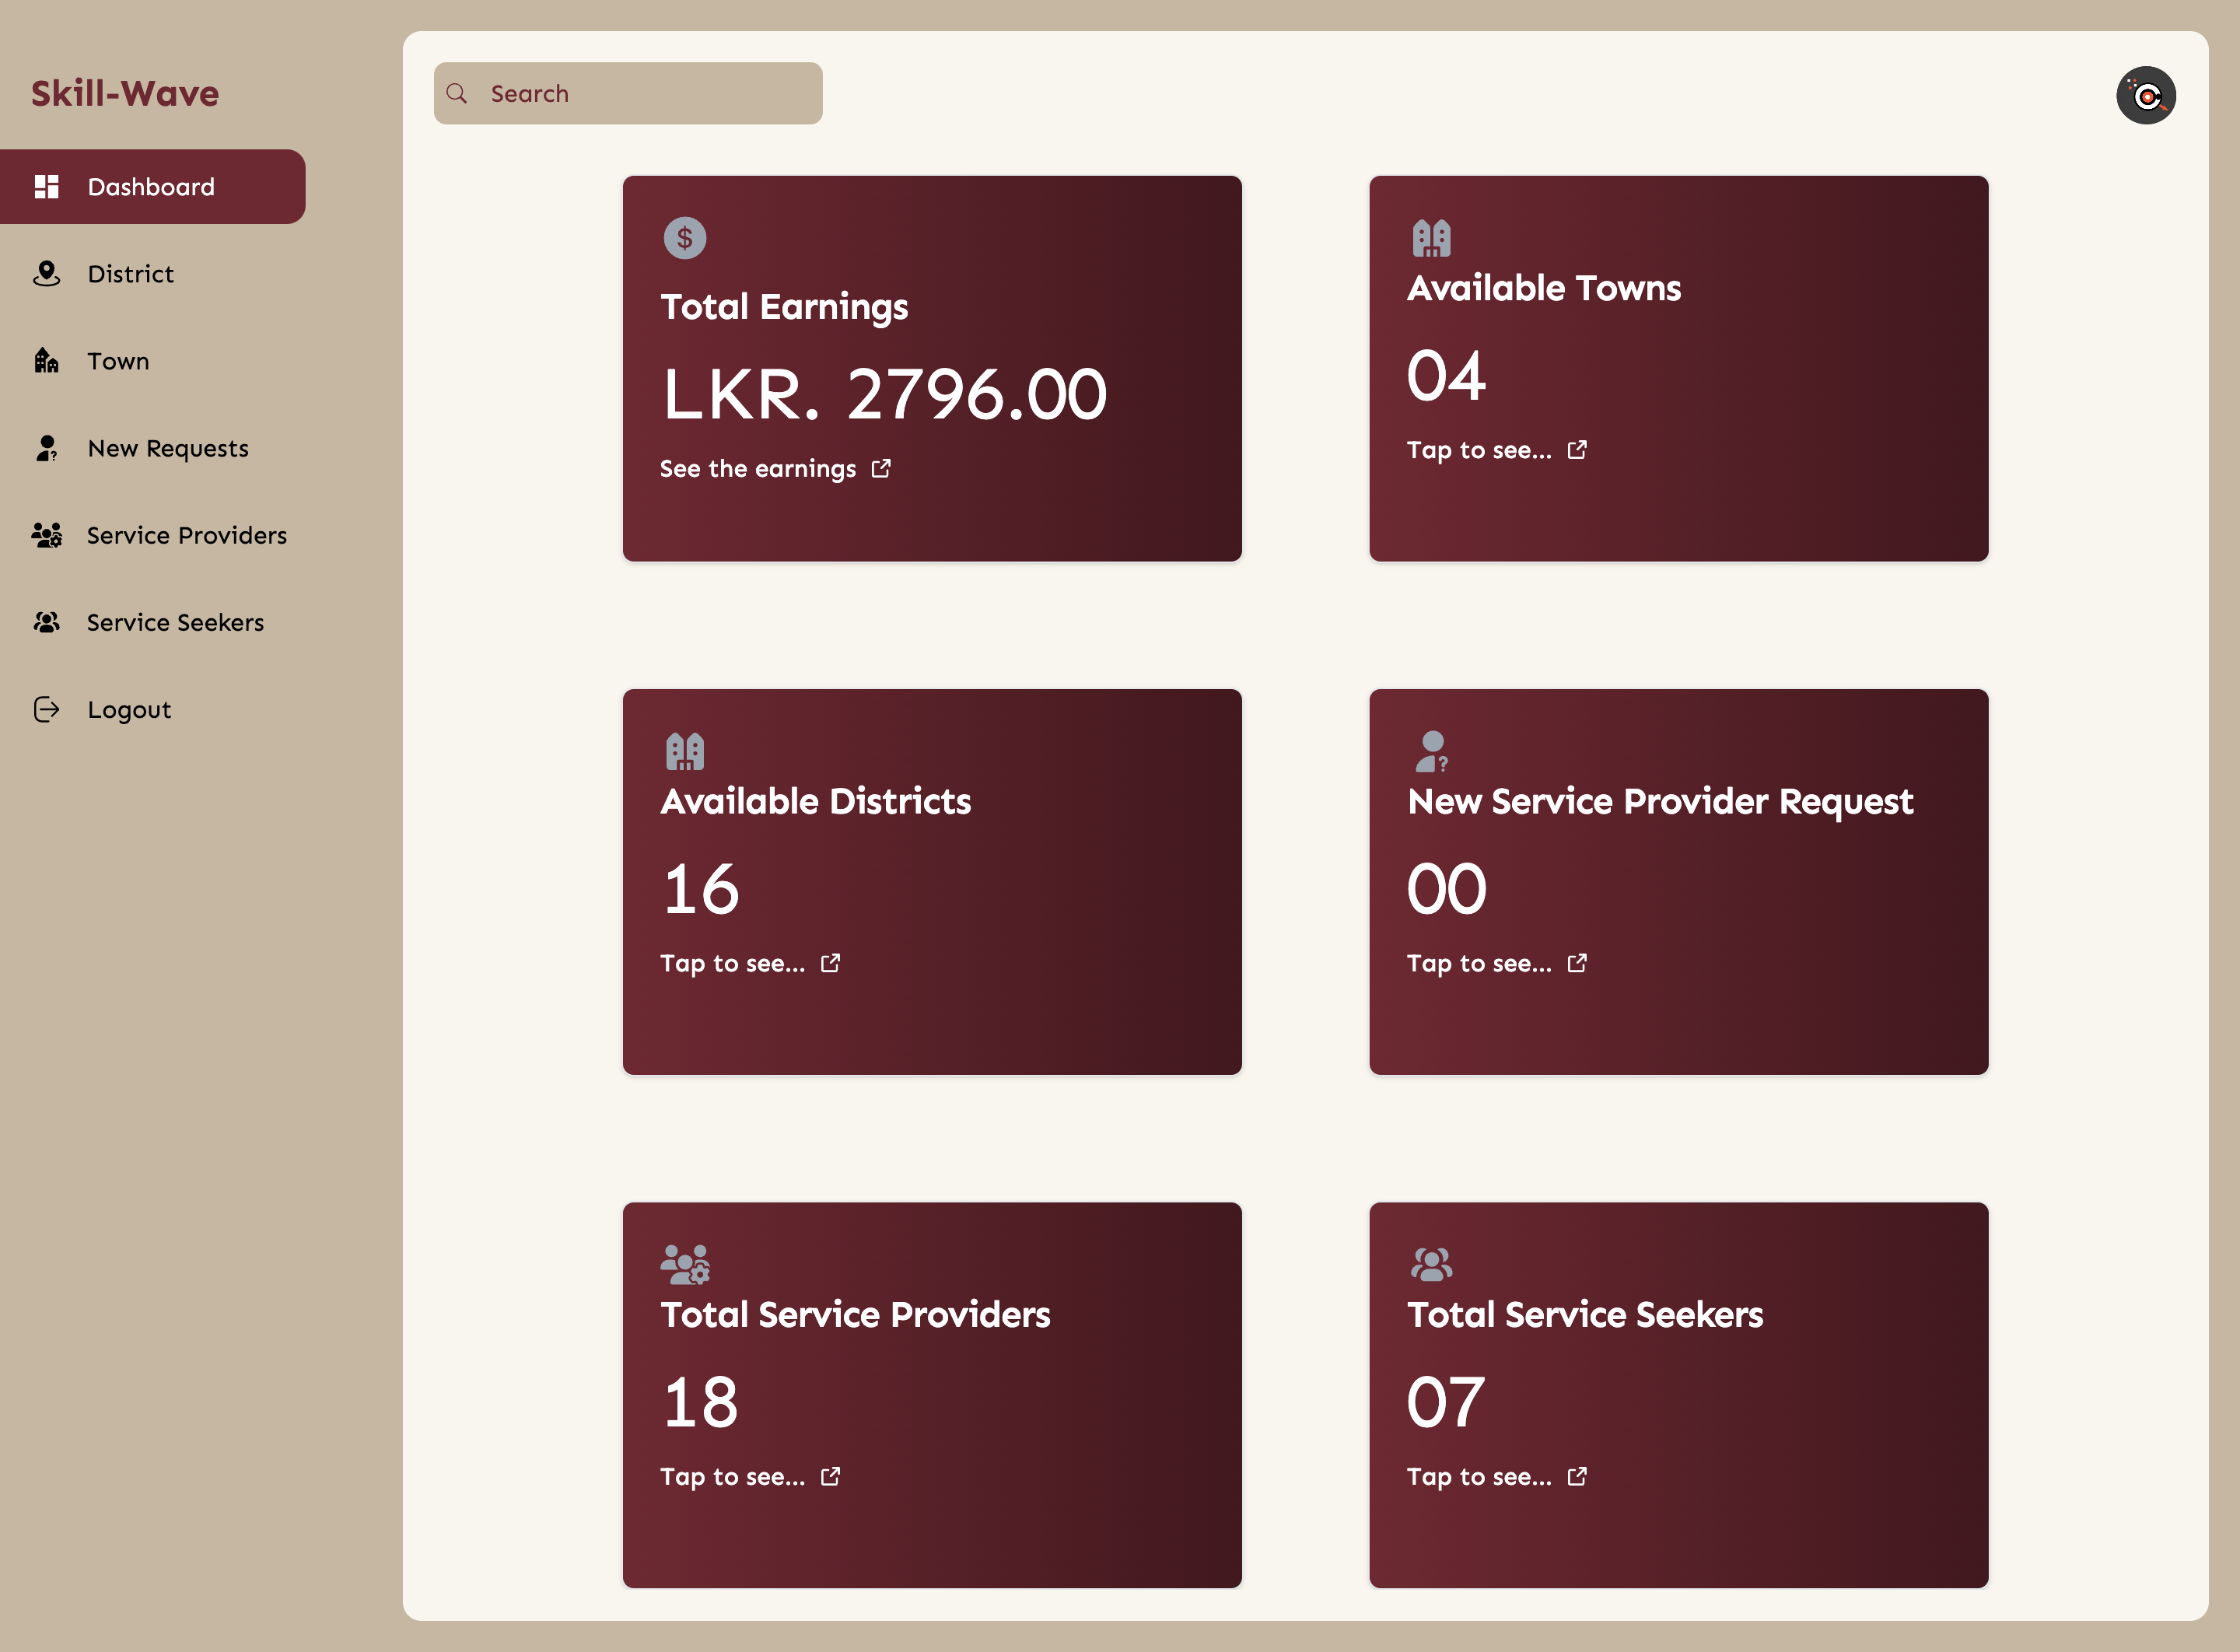 Skill-Wave
Dashboard
District
Town
New Requests
Service Providers
Service Seekers
Logout
Search
Total Earnings
LKR. 2796.00
See the earnings
Available Towns
04
Tap to see...
Available Districts
16
Tap to see...
New Service Provider Request
00
Tap to see...
Total Service Providers
18
Tap to see...
Total Service Seekers
07
Tap to see...